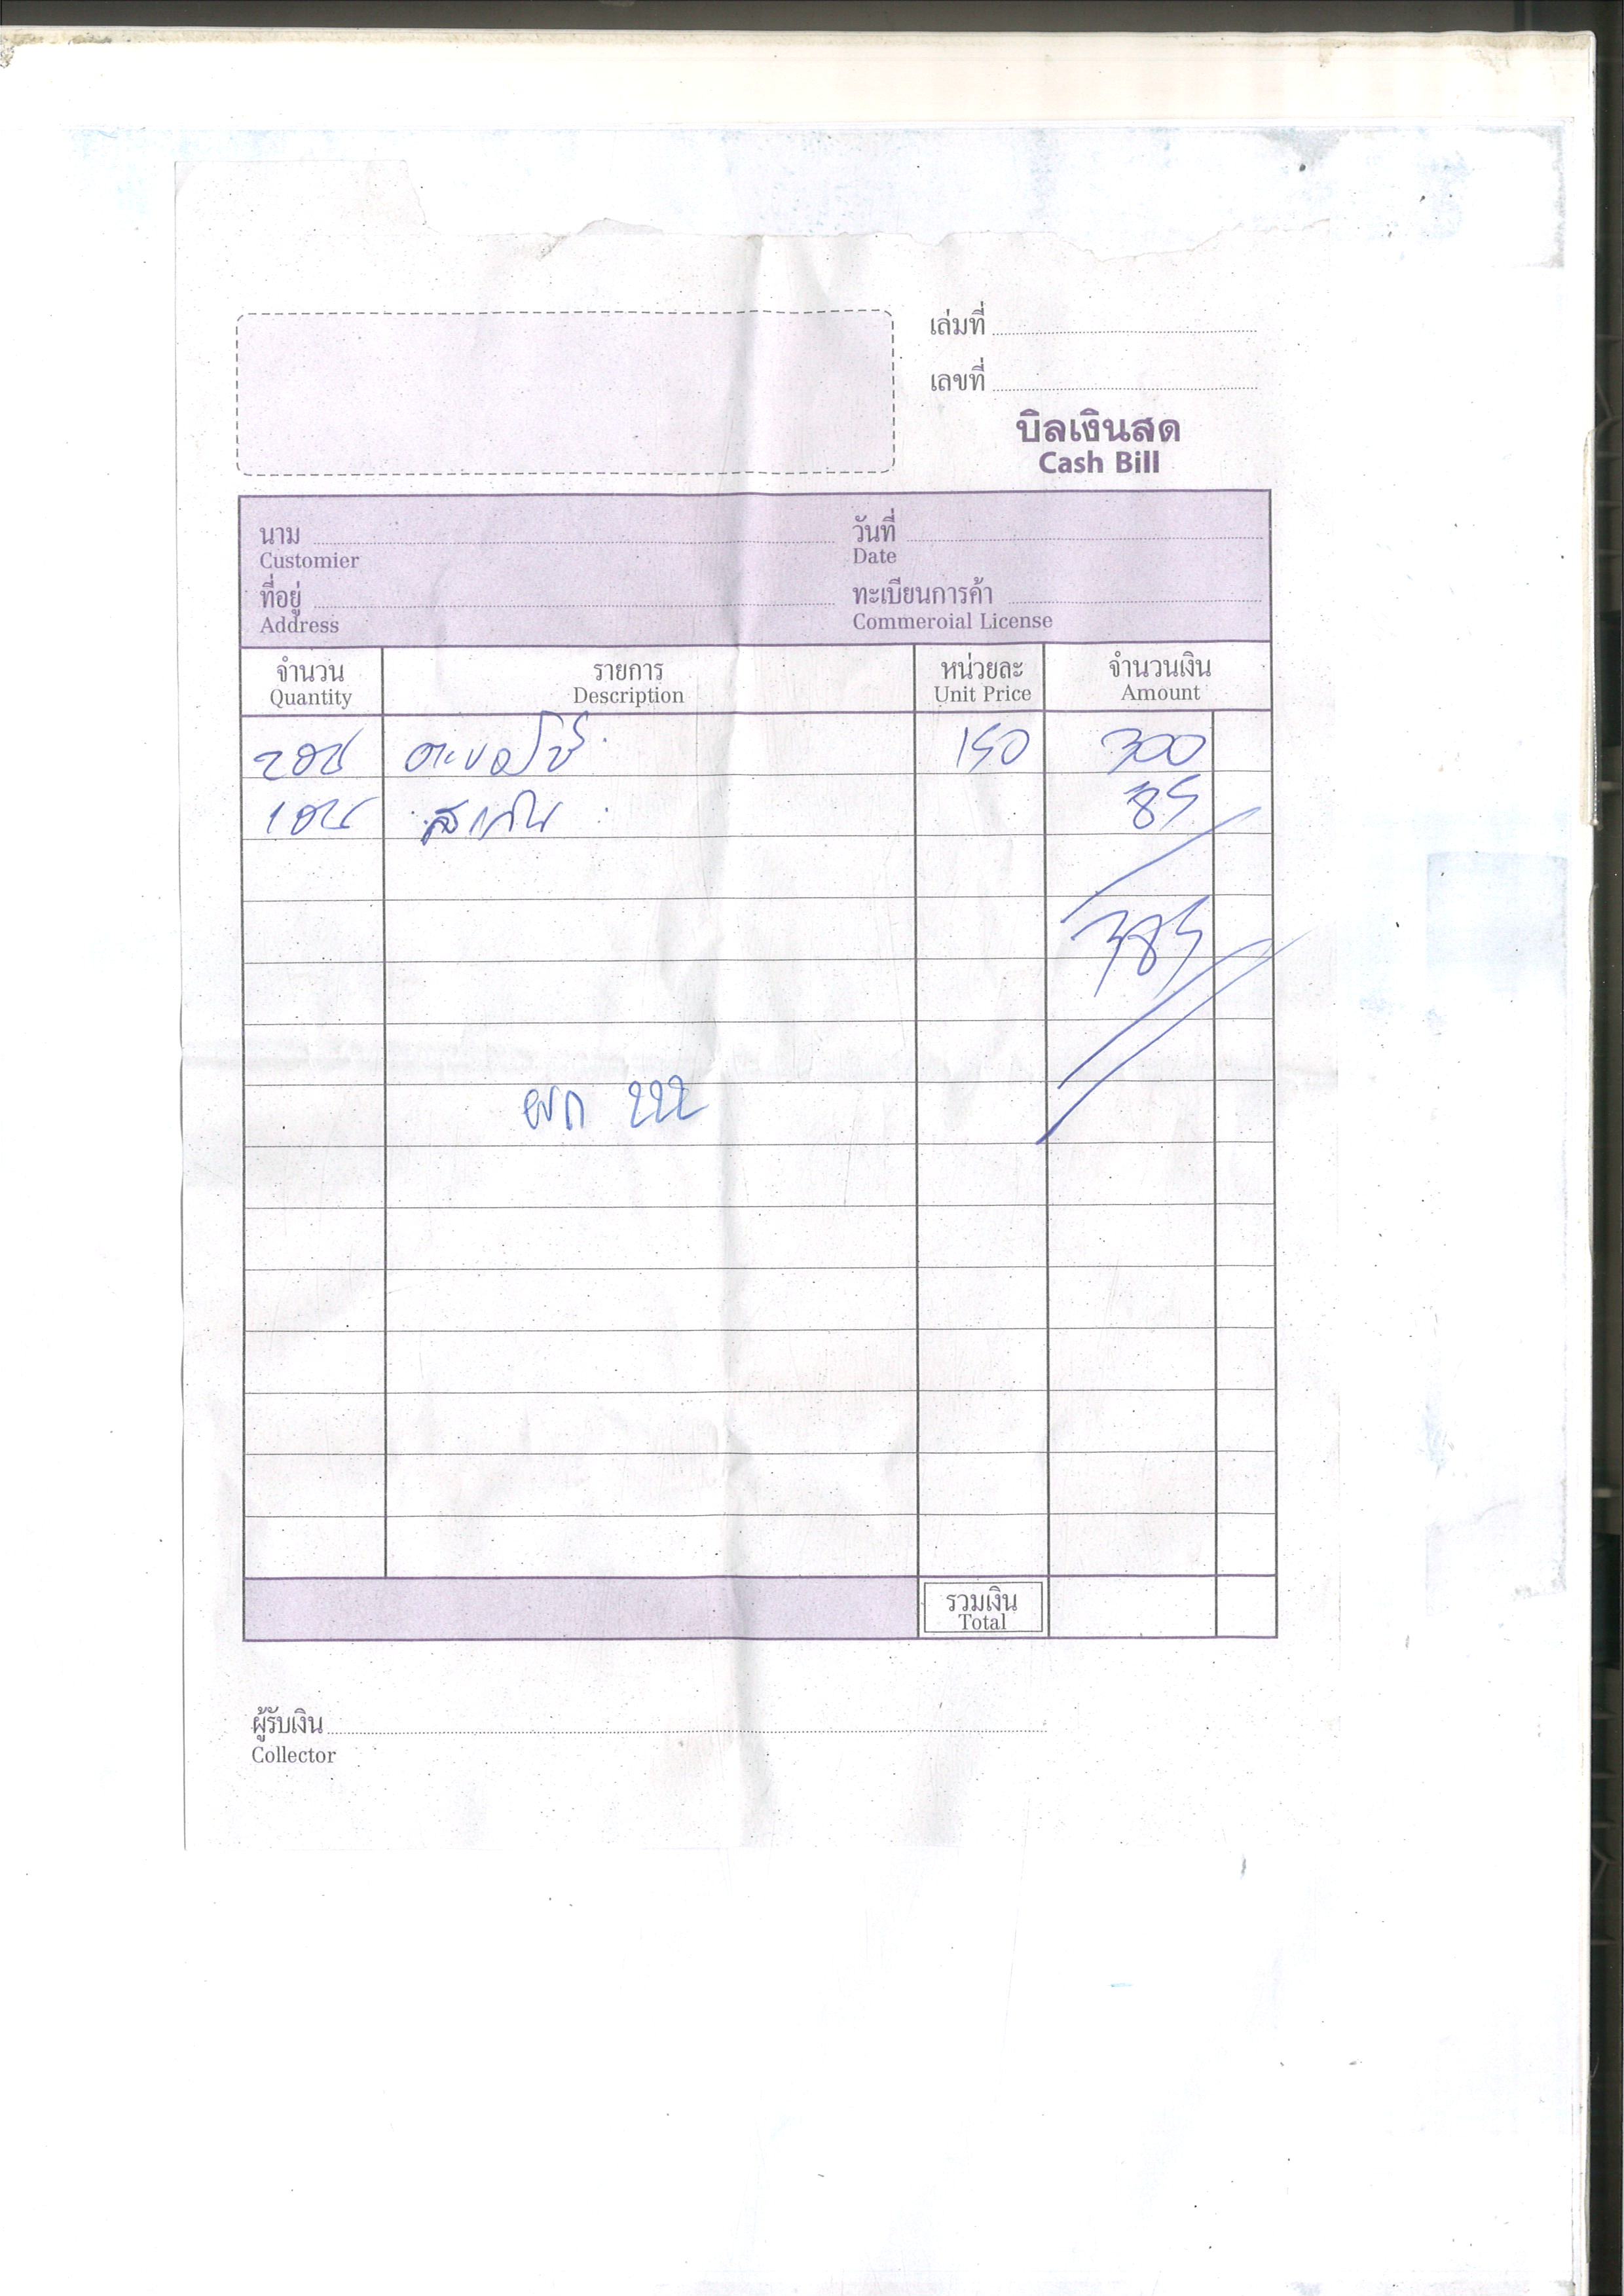 เล่มที่
เลขที่
บิลเงินสด
Cash Bill
นาม วันที่
Customier Date
ที่อยู่ ทะเบียนการค้า
Address Commeroial License
จำนวน รายการ หน่วยละ จำนวนเงิน
Quantity Description Unit Price Amount
2 150 300
1 85
385
222
รวมเงิน
Total
ผู้รับเงิน
Collector